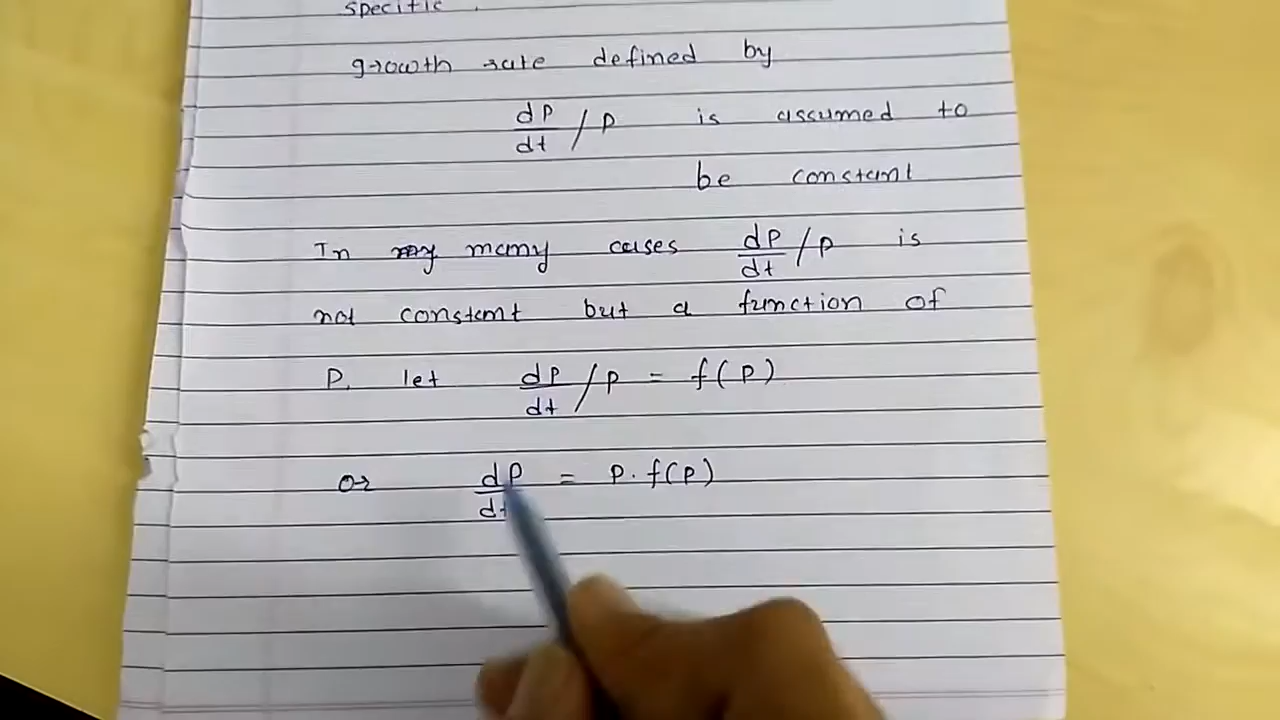 specific
growth rate defined by
dP/dt / P is assumed to
be constant
In many cases dP/dt / P is
not constant but a function of
P. let dP/dt / P = f(P)
or dP/dt = P. f(P)